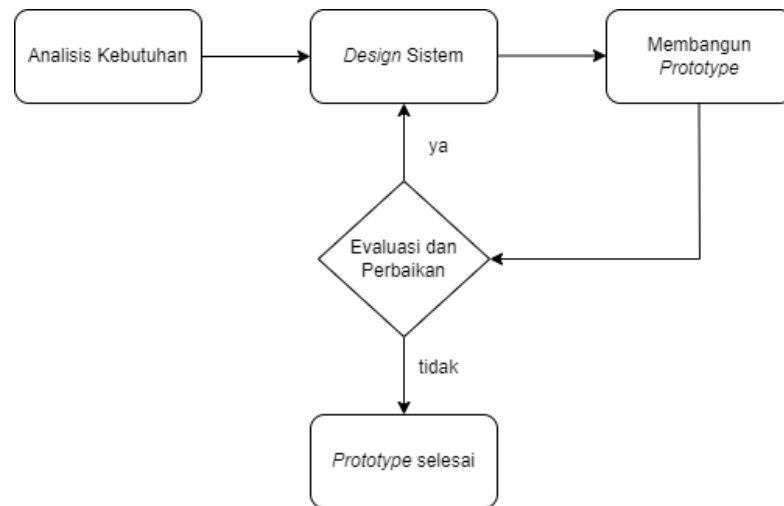 Analisis Kebutuhan
Design Sistem
Membangun
Prototype
ya
Evaluasi dan
Perbaikan
tidak
Prototype selesai